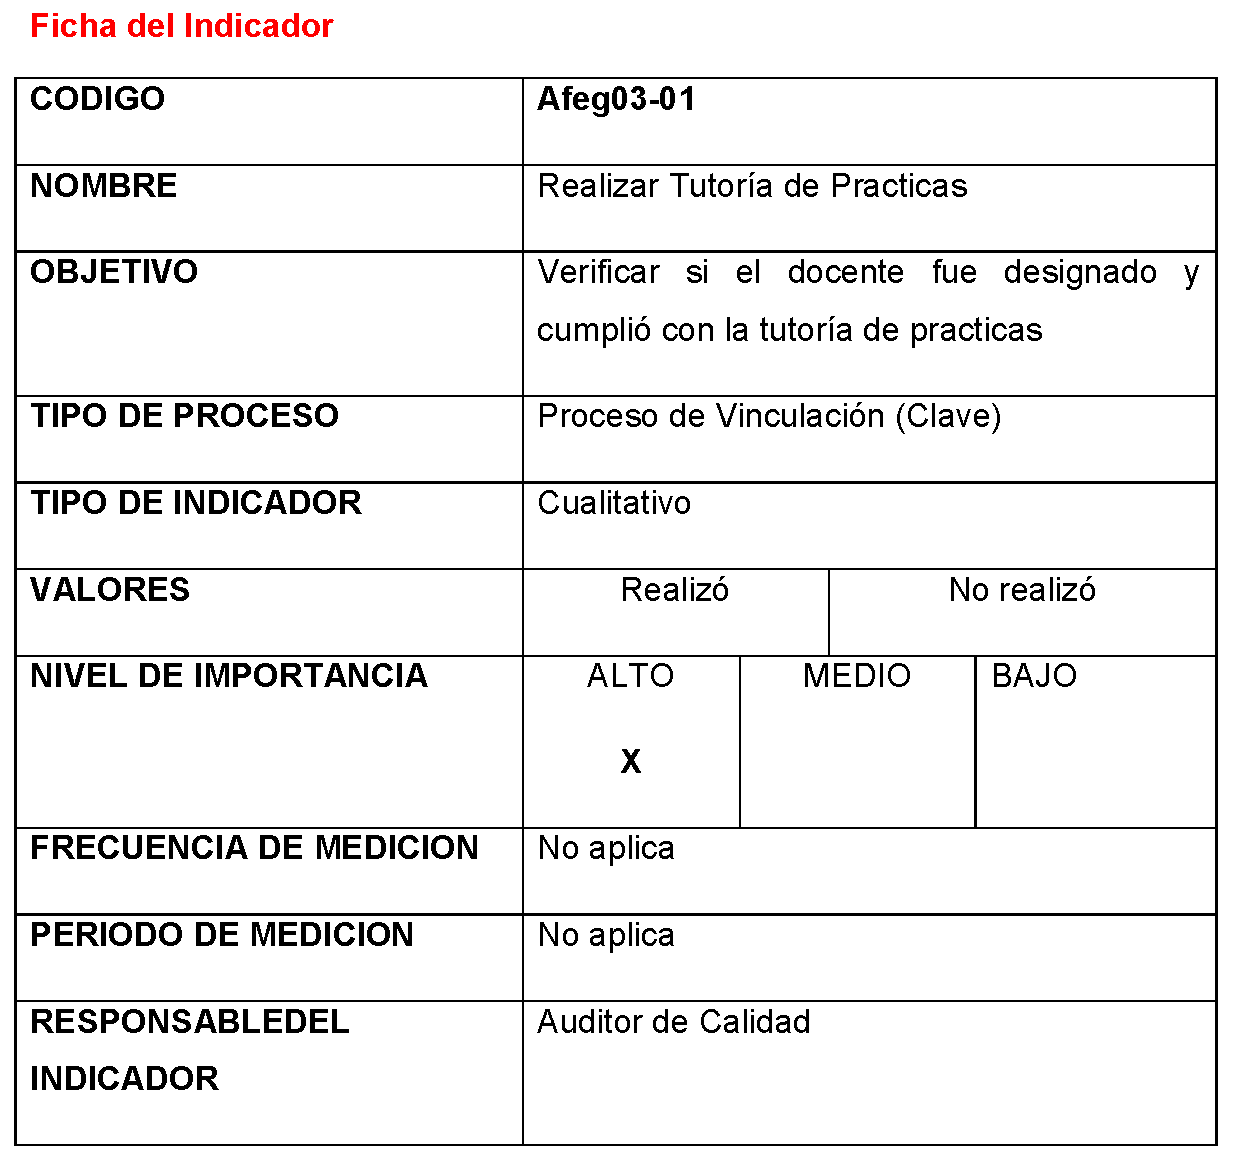 Ficha del Indicador
CODIGO Afeg03-01
NOMBRE Realizar Tutoría de Practicas
OBJETIVO Verificar si el docente fue designado y
cumplió con la tutoría de practicas
TIPO DE PROCESO Proceso de Vinculación (Clave)
TIPO DE INDICADOR Cualitativo
VALORES Realizó No realizó
NIVEL DE IMPORTANCIA ALTO MEDIO BAJO
X
FRECUENCIA DE MEDICION No aplica
PERIODO DE MEDICION No aplica
RESPONSABLEDEL Auditor de Calidad
INDICADOR